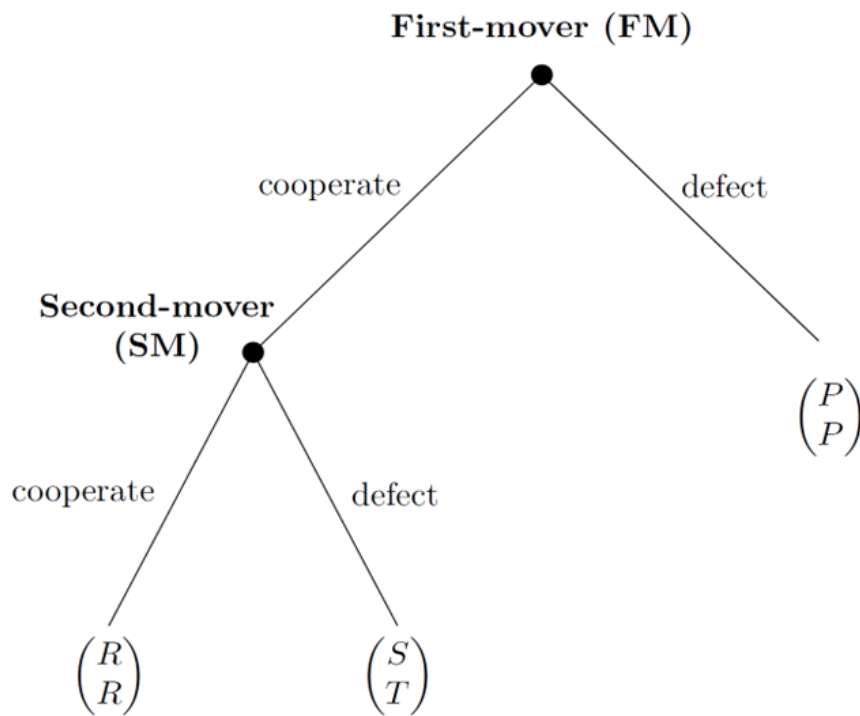 First-mover (FM)
cooperate
defect
Second-mover
(SM)
P
P
cooperate
defect
R
R
S
T